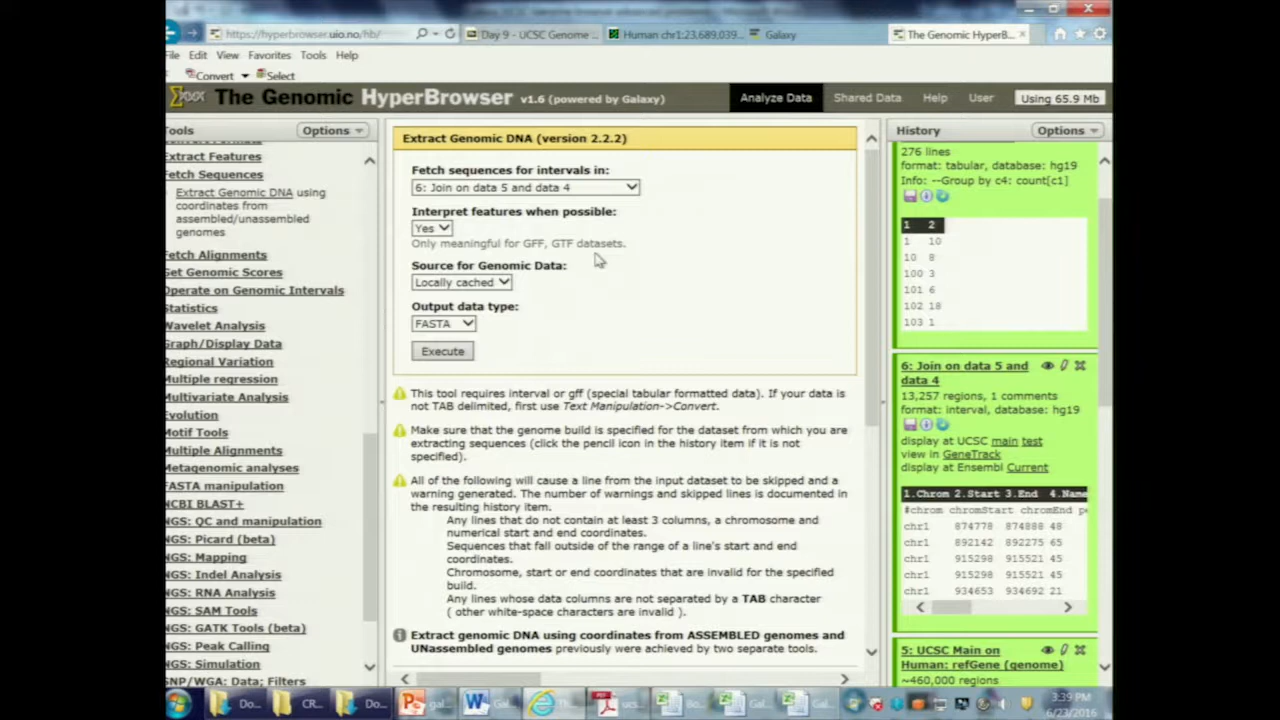 https://hyperbrowser.uio.no/hb/
Day 9 - UCSC Genome ...
Human chr1:23,689,039...
Galaxy
The Genomic HyperB...
File Edit View Favorites Tools Help
Convert Select
The Genomic HyperBrowser v1.6 (powered by Galaxy)
Analyze Data Shared Data Help User Using 65.9 Mb
Tools Options
Extract Features
Fetch Sequences
Extract Genomic DNA using
coordinates from
assembled/unassembled
genomes
Fetch Alignments
Get Genomic Scores
Operate on Genomic Intervals
Statistics
Wavelet Analysis
Graph/Display Data
Regional Variation
Multiple regression
Multivariate Analysis
Evolution
Motif Tools
Multiple Alignments
Metagenomic analyses
FASTA manipulation
NCBI BLAST+
NGS: QC and manipulation
NGS: Picard (beta)
NGS: Mapping
NGS: Indel Analysis
NGS: RNA Analysis
NGS: SAM Tools
NGS: GATK Tools (beta)
NGS: Peak Calling
NGS: Simulation
SNP/WGA: Data; Filters
Extract Genomic DNA (version 2.2.2)
Fetch sequences for intervals in:
6: Join on data 5 and data 4
Interpret features when possible:
Yes
Only meaningful for GFF, GTF datasets.
Source for Genomic Data:
Locally cached
Output data type:
FASTA
Execute
This tool requires interval or gff (special tabular formatted data). If your data is
not TAB delimited, first use Text Manipulation->Convert.
Make sure that the genome build is specified for the dataset from which you are
extracting sequences (click the pencil icon in the history item if it is not
specified).
All of the following will cause a line from the input dataset to be skipped and a
warning generated. The number of warnings and skipped lines is documented in
the resulting history item.
Any lines that do not contain at least 3 columns, a chromosome and
numerical start and end coordinates.
Sequences that fall outside of the range of a line's start and end
coordinates.
Chromosome, start or end coordinates that are invalid for the specified
build.
Any lines whose data columns are not separated by a TAB character
( other white-space characters are invalid ).
Extract genomic DNA using coordinates from ASSEMBLED genomes and
UNassembled genomes previously were achieved by two separate tools.
History Options
276 lines
format: tabular, database: hg19
Info: --Group by c4: count[c1]
1 2
1 10
10 8
100 3
101 6
102 18
103 1
6: Join on data 5 and
data 4
13,257 regions, 1 comments
format: interval, database: hg19
display at UCSC main test
view in GeneTrack
display at Ensembl Current
1.Chrom 2.Start 3.End 4.Name
#chrom chromStart chromEnd
chr1 874778 874888 48
chr1 892142 892275 65
chr1 915298 915521 45
chr1 915298 915521 45
chr1 934653 934692 21
5: UCSC Main on
Human: refGene (genome)
~460,000 regions
Do... CR... Do... gal... Ga...
3:39 PM
6/23/2016